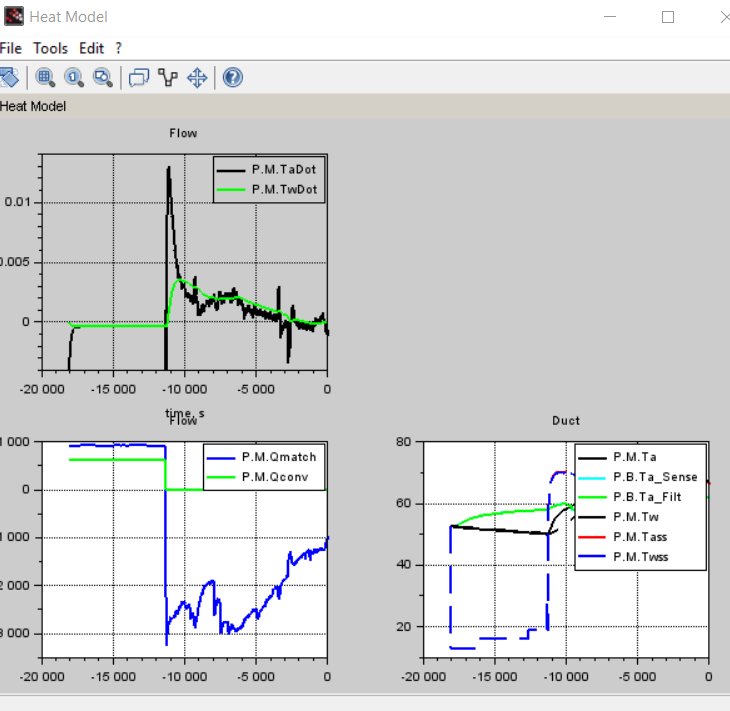 Heat Model
File Tools Edit ?
Heat Model
Flow
P.M.TaDot
P.M.TwDot
0.01
0.005
0
-20 000 -15 000 -10 000 -5 000 0
time, s
Flow
P.M.Qmatch
P.M.Qconv
1 000
0
1 000
2 000
3 000
-20 000 -15 000 -10 000 -5 000 0
Duct
P.M.Ta
P.B.Ta_Sense
P.B.Ta_Filt
P.M.Tw
P.M.Tass
P.M.Twss
80
60
40
20
-20 000 -15 000 -10 000 -5 000 0